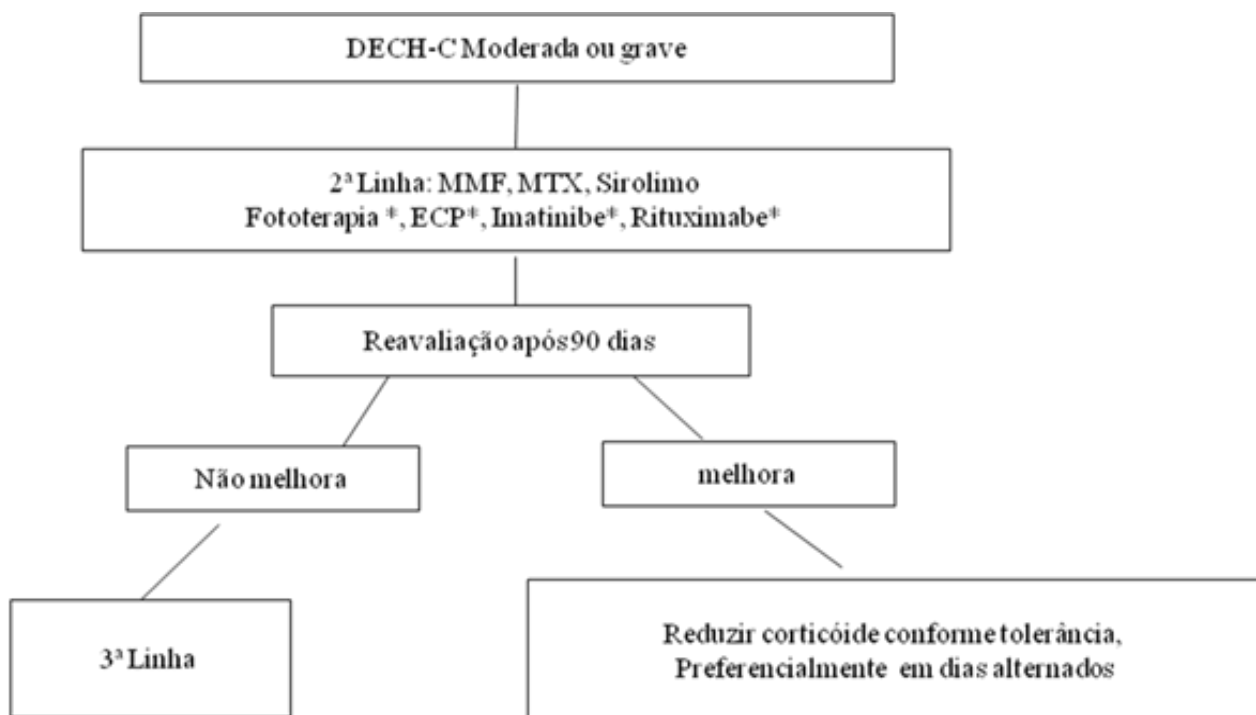 DECH-C Moderada ou grave
2ª Linha: MMF, MTX, Sirolimo
Fototerapia *, ECP*, Imatinibe*, Rituximabe*
Reavaliação após 90 dias
Não melhora
melhora
3ª Linha
Reduzir corticóide conforme tolerância,
Preferencialmente em dias alternados